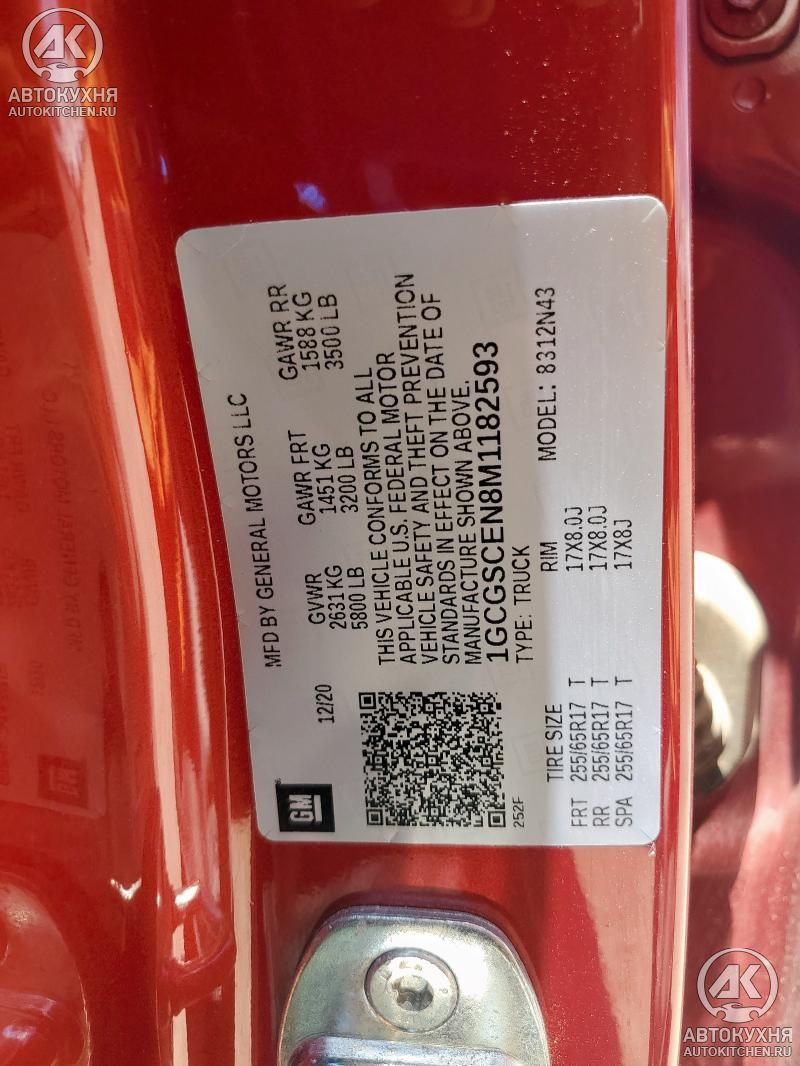 АВТОКУХНЯ
AUTOKITCHEN.RU
MFD BY GENERAL MOTORS LLC
GM
12/20
GVWR GAWR FRT GAWR RR
2631 KG 1451 KG 1588 KG
5800 LB 3200 LB 3500 LB
THIS VEHICLE CONFORMS TO ALL
APPLICABLE U.S. FEDERAL MOTOR
VEHICLE SAFETY AND THEFT PREVENTION
STANDARDS IN EFFECT ON THE DATE OF
MANUFACTURE SHOWN ABOVE.
1GCGSCEN8M1182593
252F
TYPE: TRUCK MODEL: 8312N43
TIRE SIZE RIM
FRT 255/65R17 T 17X8.0J
RR 255/65R17 T 17X8.0J
SPA 255/65R17 T 17X8J
АВТОКУХНЯ
AUTOKITCHEN.RU